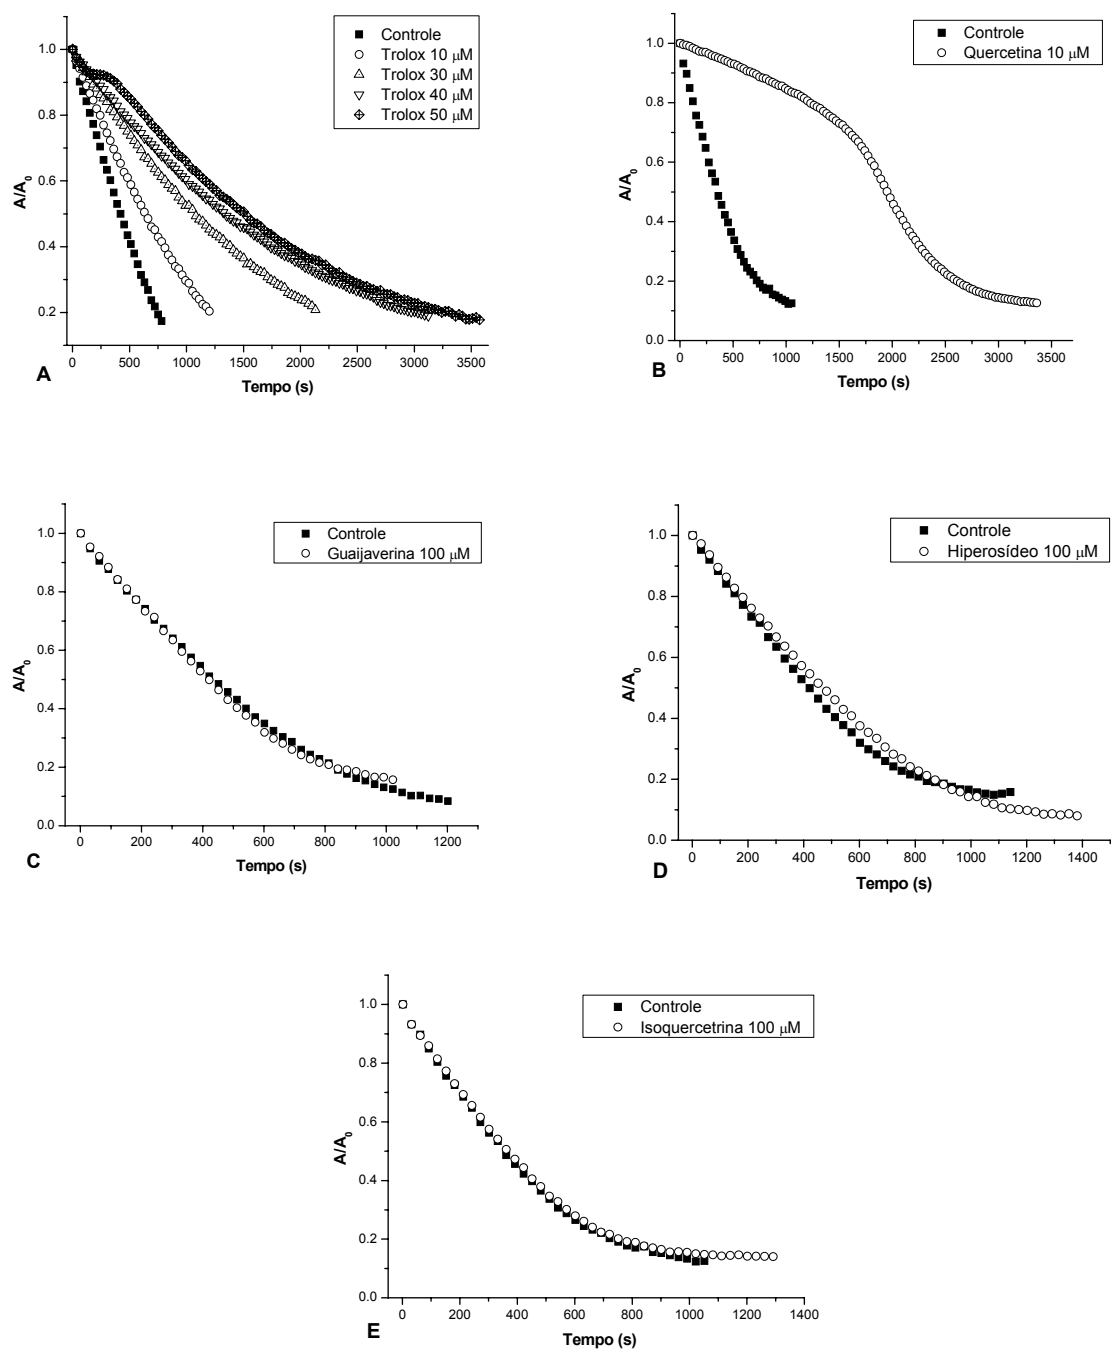 Controle
Trolox 10 μM
Trolox 30 μM
Trolox 40 μM
Trolox 50 μM
1.0
0.8
0.6
0.4
0.2
A/A0
0 500 1000 1500 2000 2500 3000 3500
Tempo (s)
A
Controle
Quercetina 10 μM
1.0
0.8
0.6
0.4
0.2
0.0
A/A0
0 500 1000 1500 2000 2500 3000 3500
Tempo (s)
B
Controle
Guaijaverina 100 μM
1.0
0.8
0.6
0.4
0.2
0.0
A/A0
0 200 400 600 800 1000 1200
Tempo (s)
C
Controle
Hiperosídeo 100 μM
1.0
0.8
0.6
0.4
0.2
0.0
A/A0
0 200 400 600 800 1000 1200 1400
Tempo (s)
D
Controle
Isoquercetrina 100 μM
1.0
0.8
0.6
0.4
0.2
0.0
A/A0
0 200 400 600 800 1000 1200 1400
Tempo (s)
E